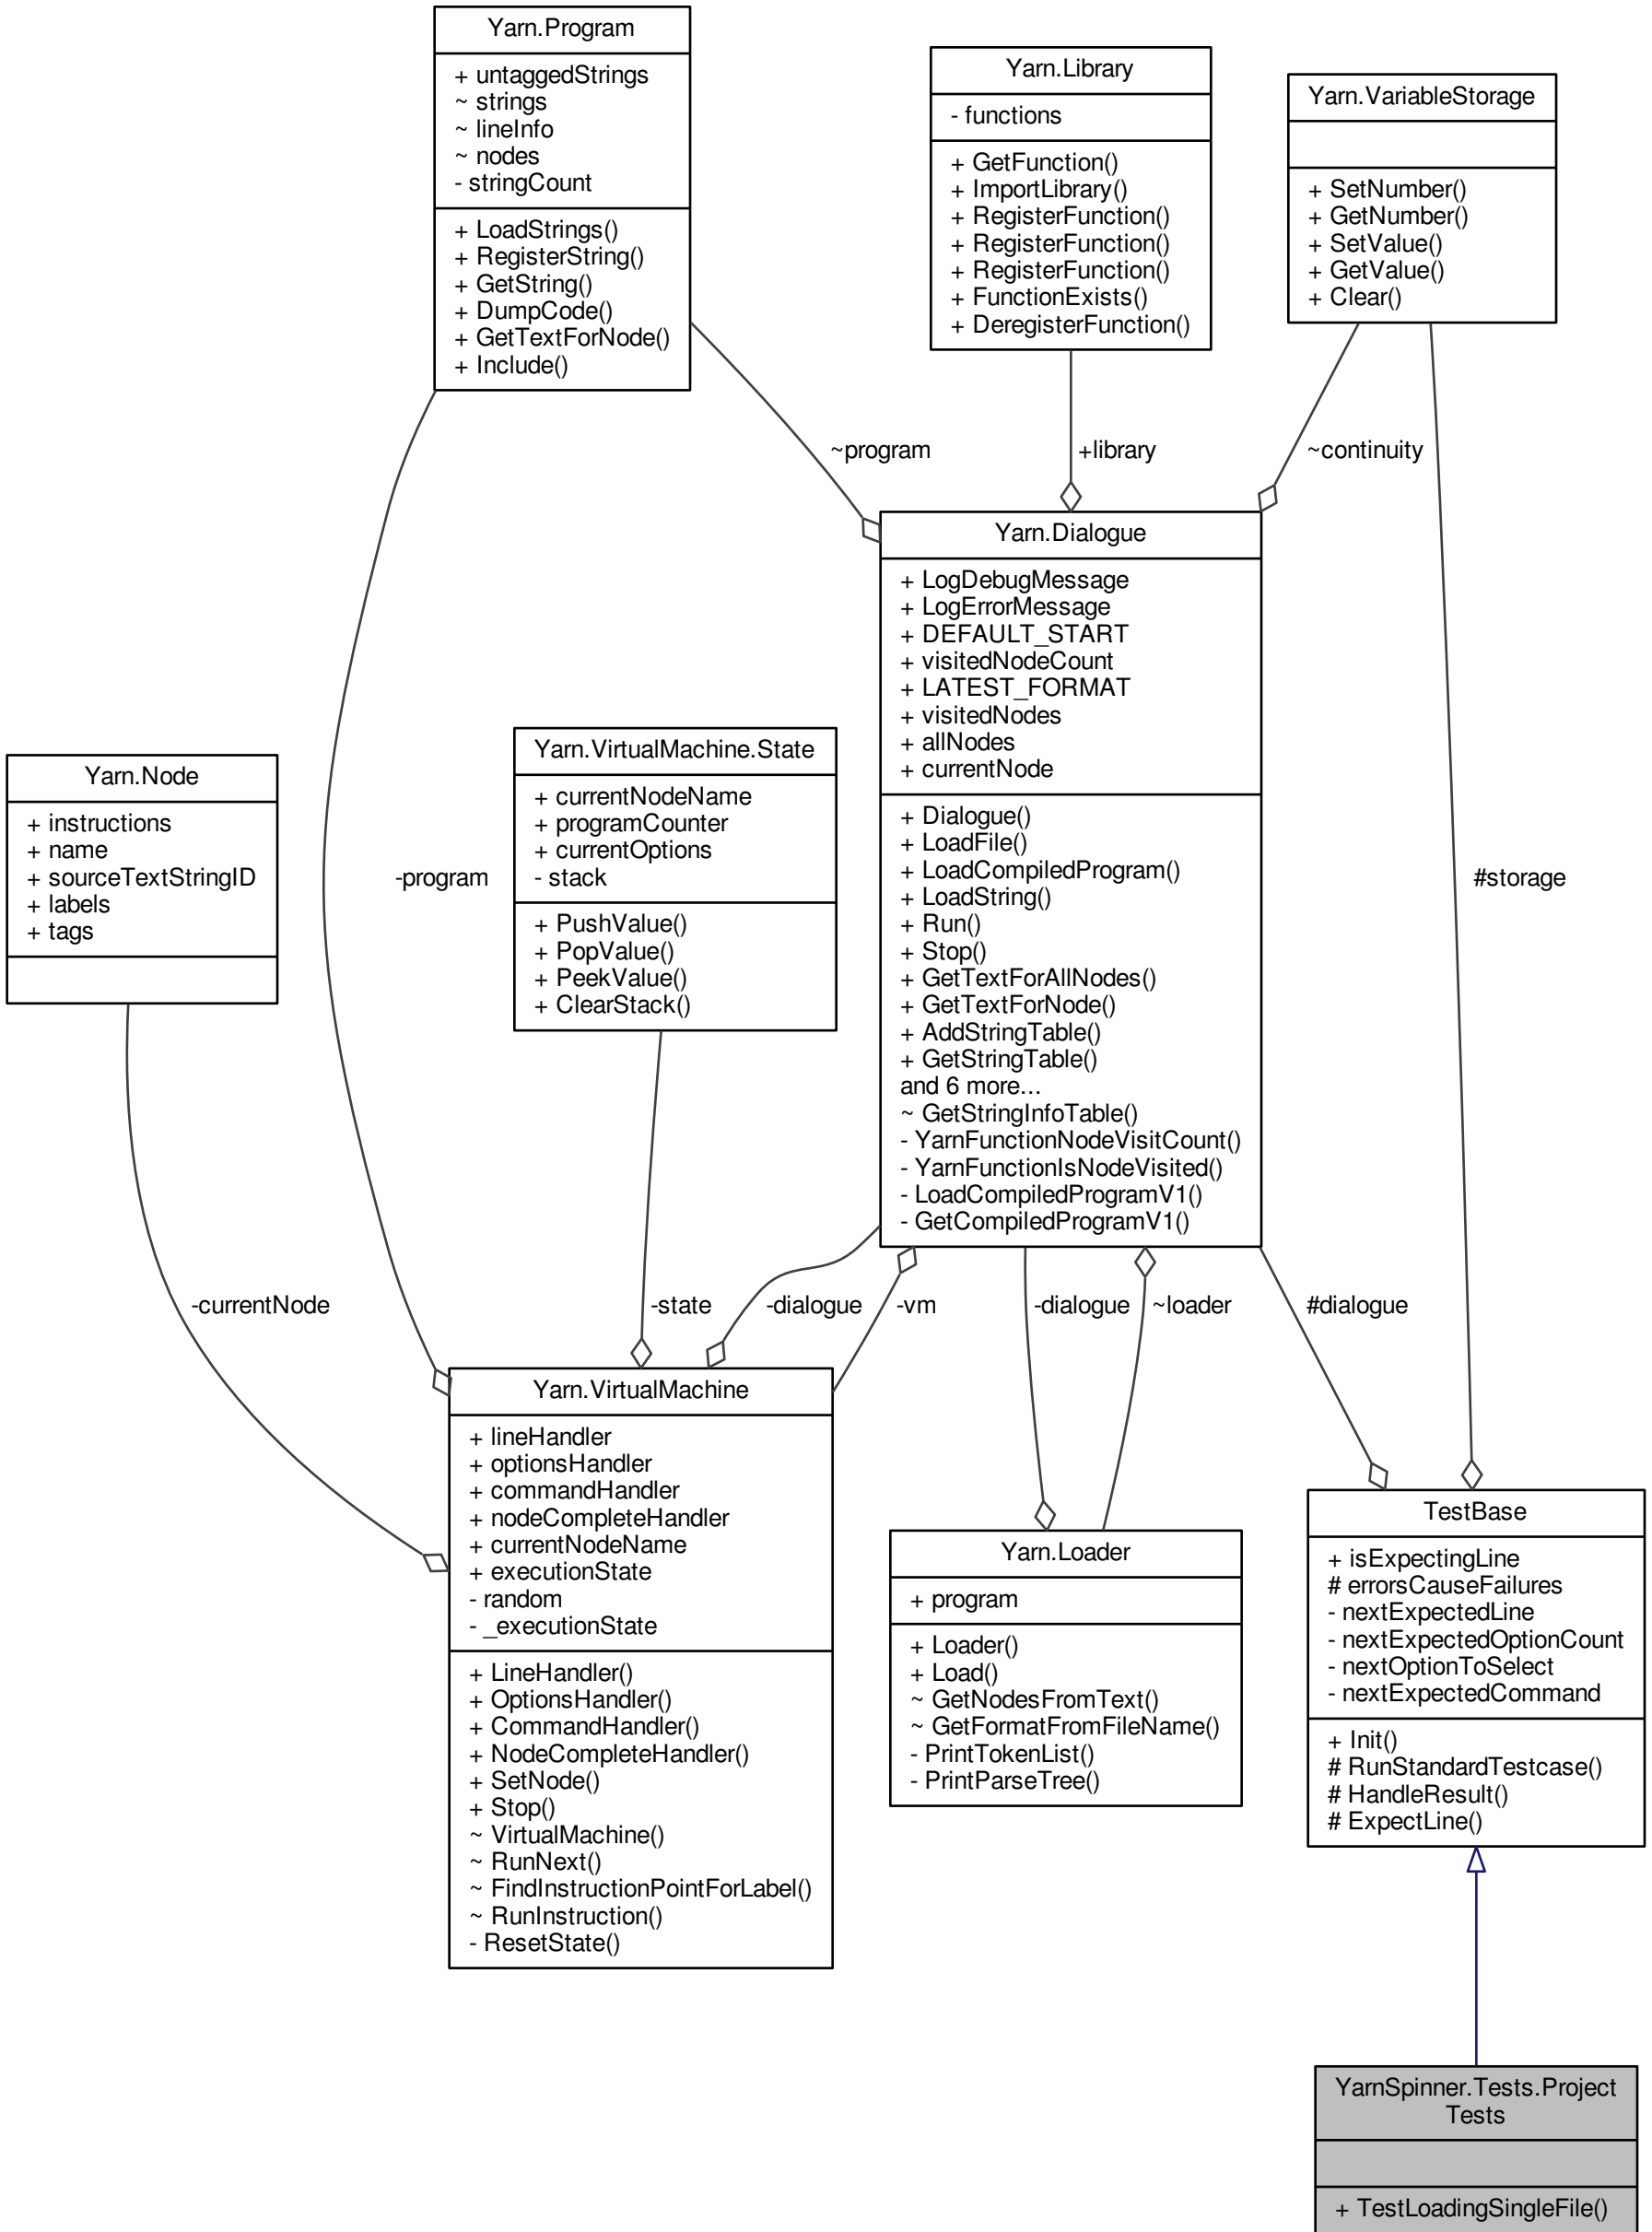 Yarn.Program
+ untaggedStrings
~ strings
~ lineInfo
~ nodes
- stringCount
+ LoadStrings()
+ RegisterString()
+ GetString()
+ DumpCode()
+ GetTextForNode()
+ Include()
Yarn.Library
- functions
+ GetFunction()
+ ImportLibrary()
+ RegisterFunction()
+ RegisterFunction()
+ RegisterFunction()
+ FunctionExists()
+ DeregisterFunction()
Yarn.VariableStorage
+ SetNumber()
+ GetNumber()
+ SetValue()
+ GetValue()
+ Clear()
~program
+library
~continuity
Yarn.Dialogue
+ LogDebugMessage
+ LogErrorMessage
+ DEFAULT_START
+ visitedNodeCount
+ LATEST_FORMAT
+ visitedNodes
+ allNodes
+ currentNode
+ Dialogue()
+ LoadFile()
+ LoadCompiledProgram()
+ LoadString()
+ Run()
+ Stop()
+ GetTextForAllNodes()
+ GetTextForNode()
+ AddStringTable()
+ GetStringTable()
and 6 more...
~ GetStringInfoTable()
- YarnFunctionNodeVisitCount()
- YarnFunctionIsNodeVisited()
- LoadCompiledProgramV1()
- GetCompiledProgramV1()
Yarn.Node
+ instructions
+ name
+ sourceTextStringID
+ labels
+ tags
-program
Yarn.VirtualMachine.State
+ currentNodeName
+ programCounter
+ currentOptions
- stack
+ PushValue()
+ PopValue()
+ PeekValue()
+ ClearStack()
#storage
-currentNode
-state
-dialogue
-vm
-dialogue
~loader
#dialogue
Yarn.VirtualMachine
+ lineHandler
+ optionsHandler
+ commandHandler
+ nodeCompleteHandler
+ currentNodeName
+ executionState
- random
- _executionState
+ LineHandler()
+ OptionsHandler()
+ CommandHandler()
+ NodeCompleteHandler()
+ SetNode()
+ Stop()
~ VirtualMachine()
~ RunNext()
~ FindInstructionPointForLabel()
~ RunInstruction()
- ResetState()
Yarn.Loader
+ program
+ Loader()
+ Load()
~ GetNodesFromText()
~ GetFormatFromFileName()
- PrintTokenList()
- PrintParseTree()
TestBase
+ isExpectingLine
# errorsCauseFailures
- nextExpectedLine
- nextExpectedOptionCount
- nextOptionToSelect
- nextExpectedCommand
+ Init()
# RunStandardTestcase()
# HandleResult()
# ExpectLine()
YarnSpinner.Tests.Project
Tests
+ TestLoadingSingleFile()